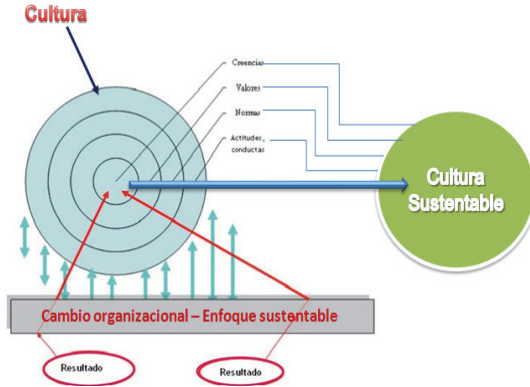 Cultura
Creencias
Valores
Normas
Actitudes,
conductas
Cultura
Sustentable
Cambio organizacional – Enfoque sustentable
Resultado
Resultado